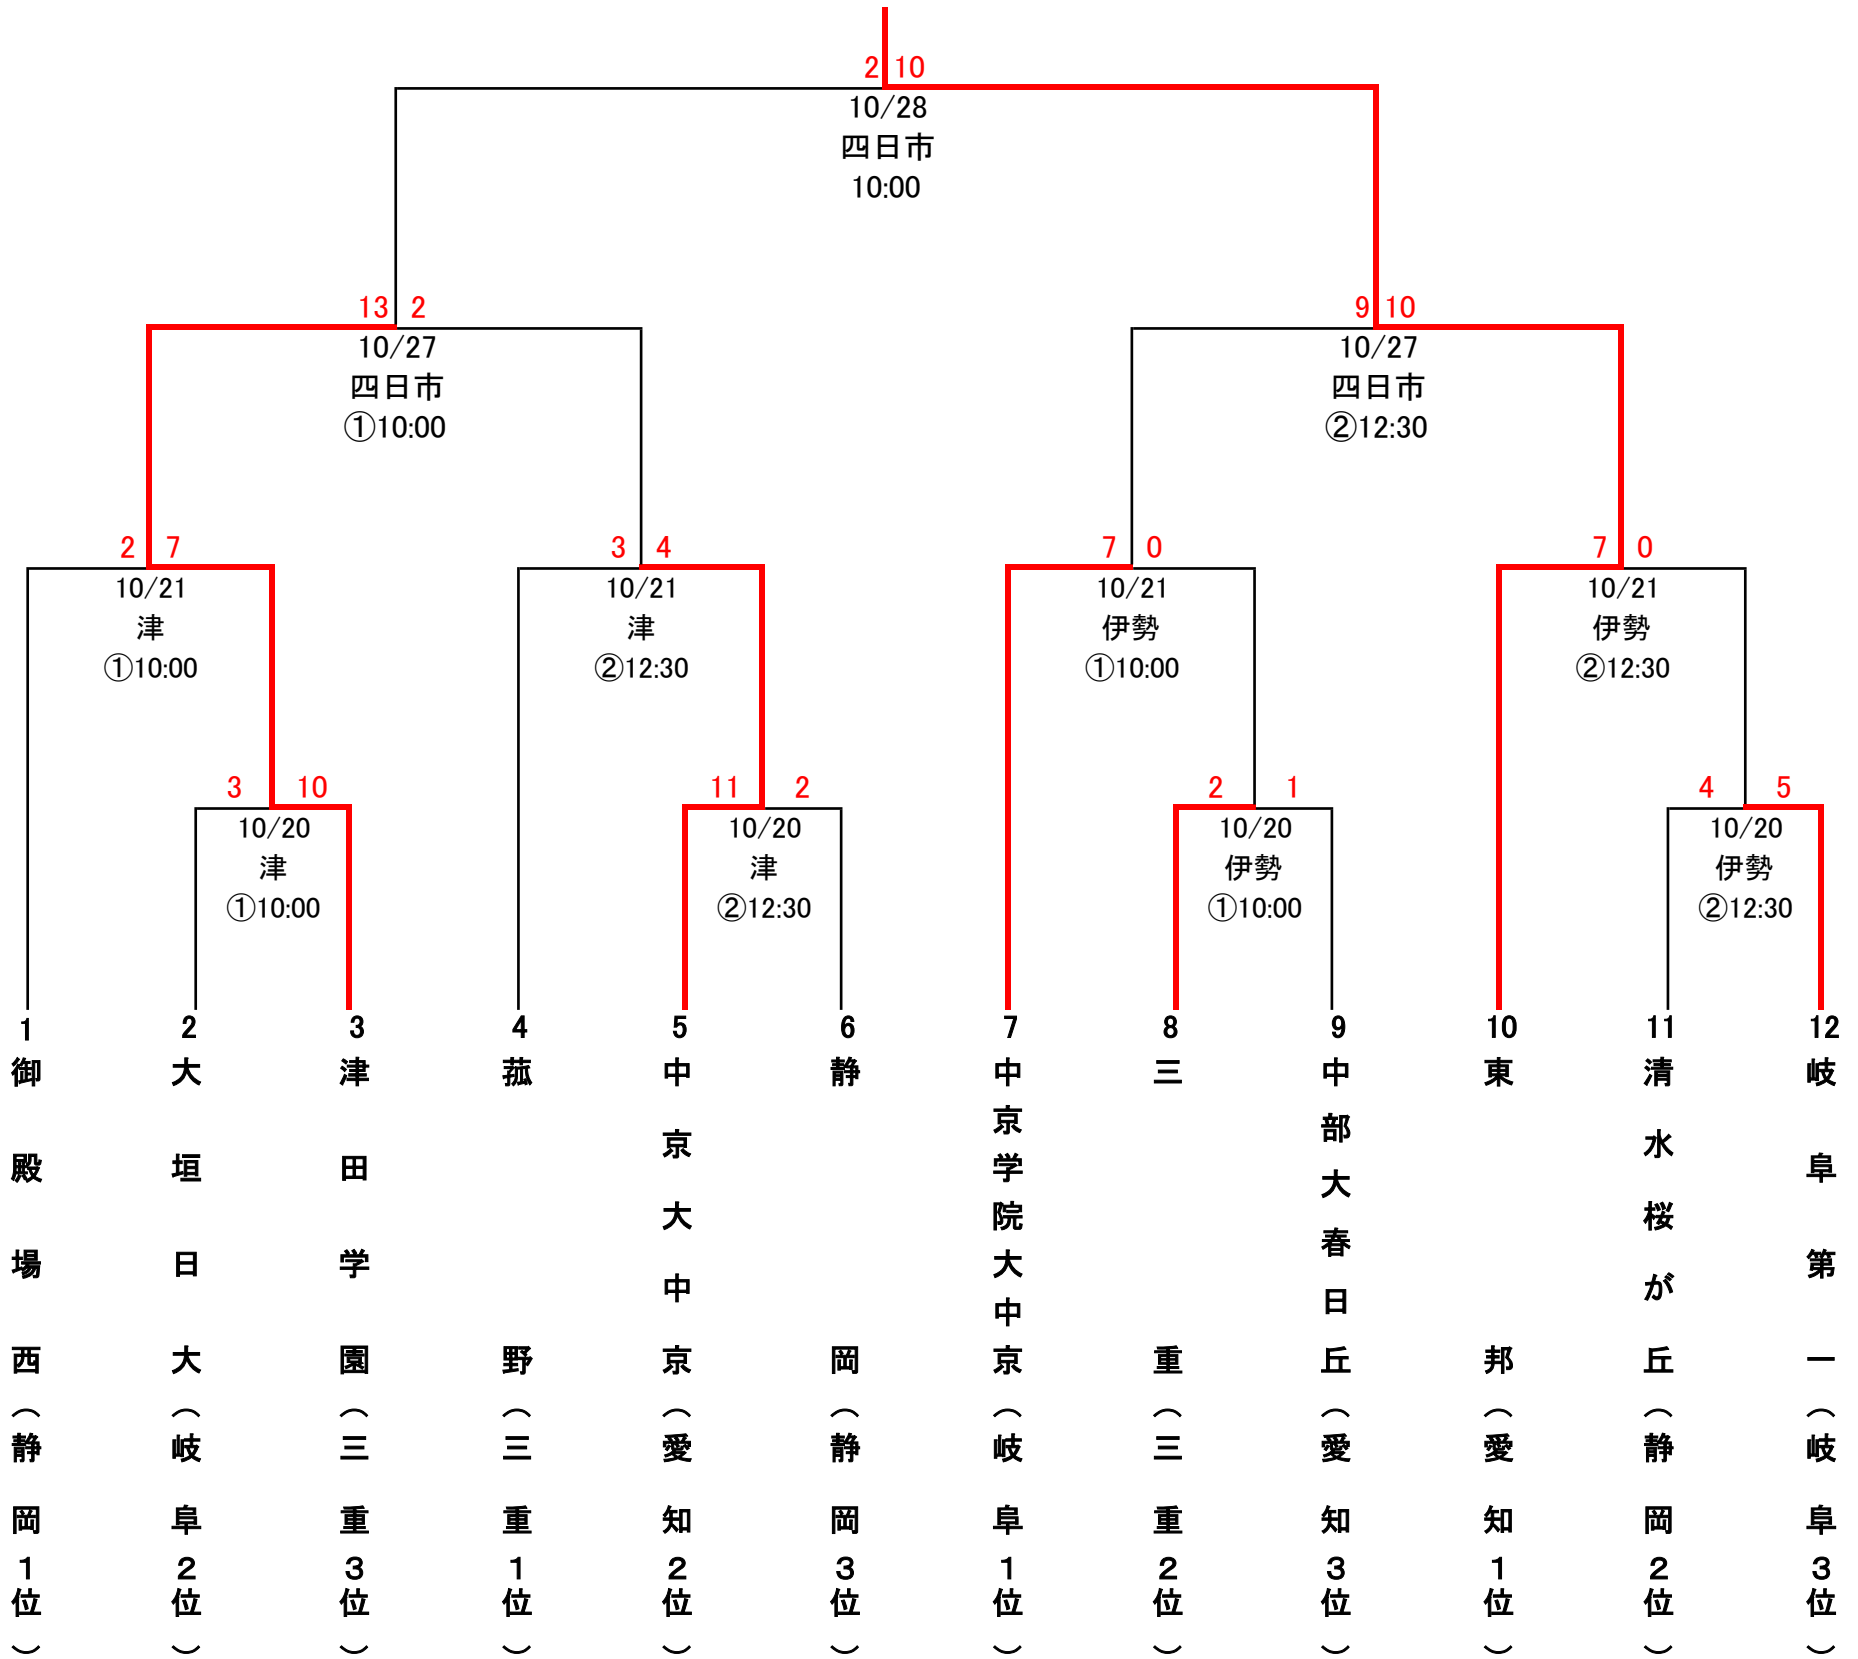 2 10
10/28
四日市
10:00
13 2
10/27
四日市
①10:00
9 10
10/27
四日市
②12:30
2 7
10/21
津
①10:00
3 4
10/21
津
②12:30
7 0
10/21
伊勢
①10:00
7 0
10/21
伊勢
②12:30
3 10
10/20
津
①10:00
11 2
10/20
津
②12:30
2 1
10/20
伊勢
①10:00
4 5
10/20
伊勢
②12:30
1
御殿場西（静岡1位）
2
大垣日大（岐阜2位）
3
津田学園（三重3位）
4
菰野（三重1位）
5
中京大中京（愛知2位）
6
静岡（静岡3位）
7
中京学院大中京（岐阜1位）
8
三重（三重2位）
9
中部大春日丘（愛知3位）
10
東邦（愛知1位）
11
清水桜が丘（静岡2位）
12
岐阜第一（岐阜3位）